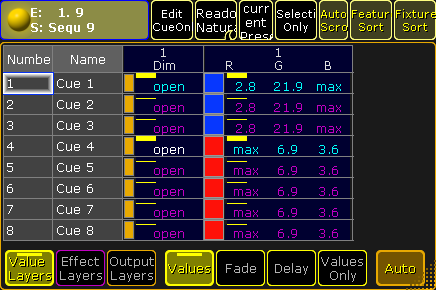 E: 1. 9
S: Sequ 9
Edit CueOn
Reado Natura
curr ent Prese
Selecti Only
Auto Scro
Featur Sort
Fixture Sort
Numbe Name 1 Dim 1 R G B
1 Cue 1 open 2.8 21.9 max
2 Cue 2 open 2.8 21.9 max
3 Cue 3 open 2.8 21.9 max
4 Cue 4 open max 6.9 3.6
5 Cue 5 open max 6.9 3.6
6 Cue 6 open max 6.9 3.6
7 Cue 7 open max 6.9 3.6
8 Cue 8 open max 6.9 3.6
Value Layers
Effect Layers
Output Layers
Values
Fade
Delay
Values Only
Auto